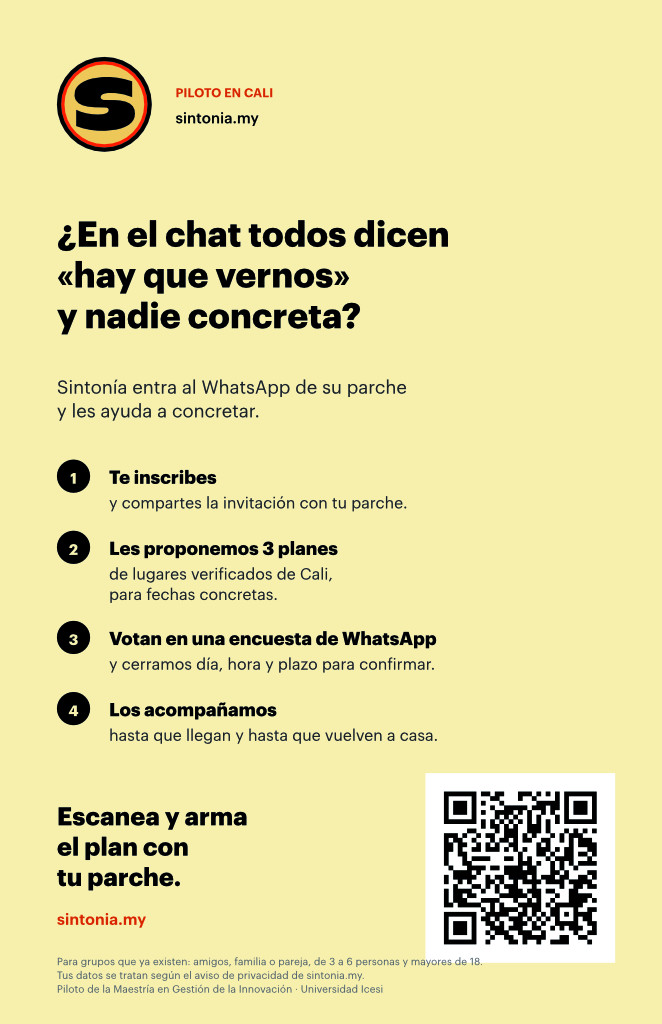 S
PILOTO EN CALI
sintonia.my
¿En el chat todos dicen
«hay que vernos»
y nadie concreta?
Sintonía entra al WhatsApp de su parche
y les ayuda a concretar.
1 Te inscribes
y compartes la invitación con tu parche.
2 Les proponemos 3 planes
de lugares verificados de Cali,
para fechas concretas.
3 Votan en una encuesta de WhatsApp
y cerramos día, hora y plazo para confirmar.
4 Los acompañamos
hasta que llegan y hasta que vuelven a casa.
Escanea y arma
el plan con
tu parche.
sintonia.my
Para grupos que ya existen: amigos, familia o pareja, de 3 a 6 personas y mayores de 18.
Tus datos se tratan según el aviso de privacidad de sintonia.my.
Piloto de la Maestría en Gestión de la Innovación · Universidad Icesi